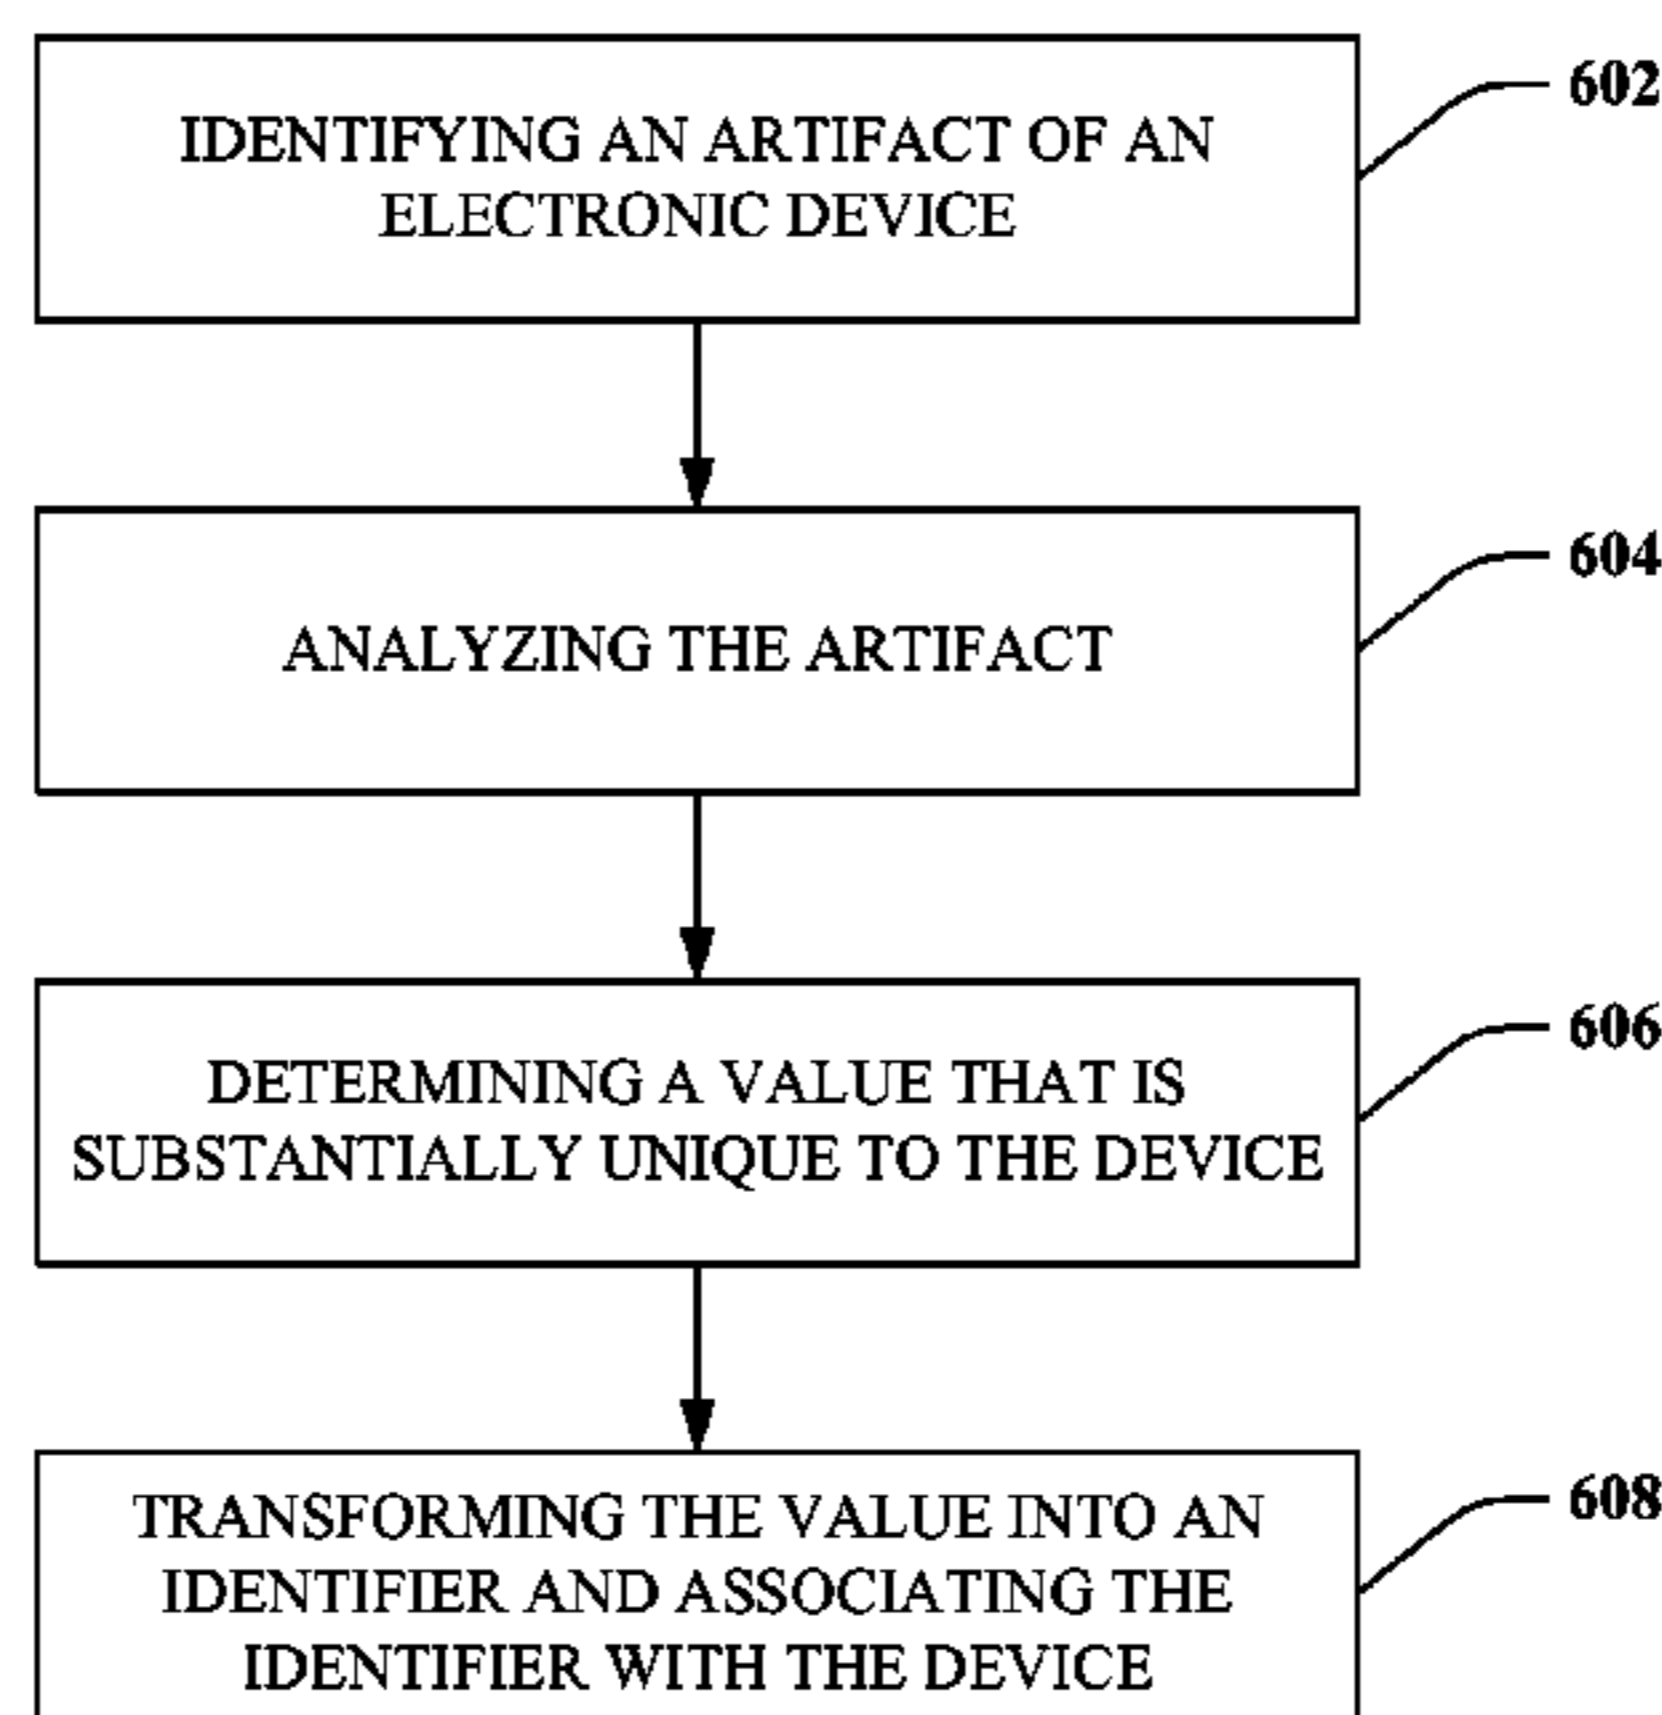 602
IDENTIFYING AN ARTIFACT OF AN
ELECTRONIC DEVICE
604
ANALYZING THE ARTIFACT
606
DETERMINING A VALUE THAT IS
SUBSTANTIALLY UNIQUE TO THE DEVICE
608
TRANSFORMING THE VALUE INTO AN
IDENTIFIER AND ASSOCIATING THE
IDENTIFIER WITH THE DEVICE